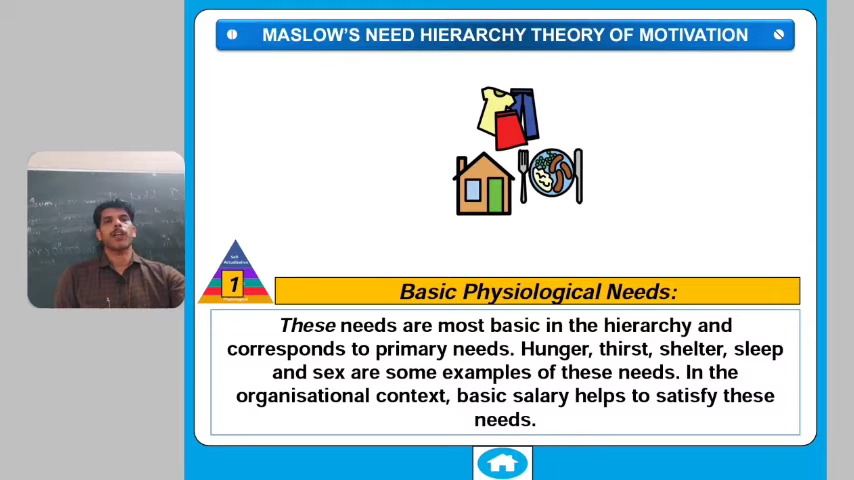 MASLOW'S NEED HIERARCHY THEORY OF MOTIVATION
Self-
Actualization
1
Basic Physiological Needs:
These needs are most basic in the hierarchy and
corresponds to primary needs. Hunger, thirst, shelter, sleep
and sex are some examples of these needs. In the
organisational context, basic salary helps to satisfy these
needs.